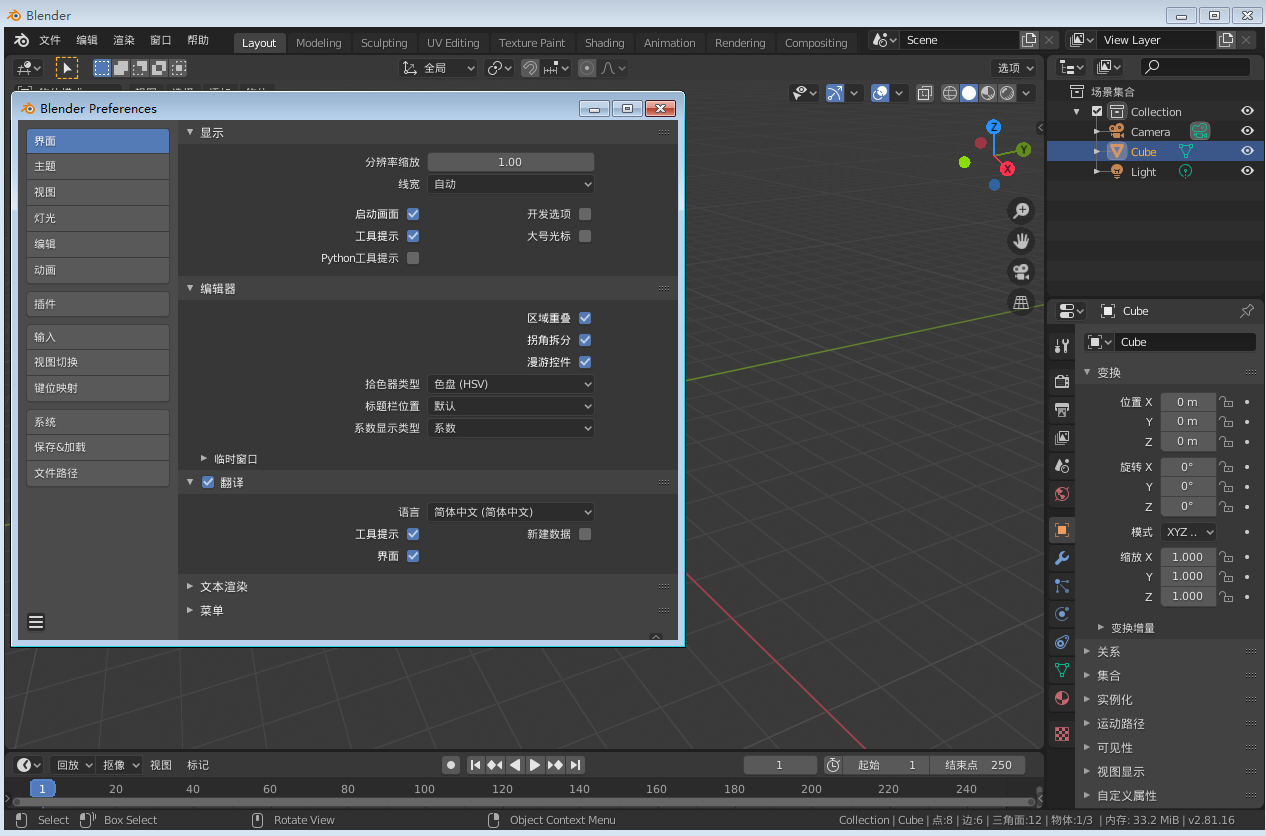 Blender
文件 编辑 渲染 窗口 帮助 Layout Modeling Sculpting UV Editing Texture Paint Shading Animation Rendering Compositing Scene View Layer
全局 选项
Blender Preferences
界面
主题
视图
灯光
编辑
动画
插件
输入
视图切换
键位映射
系统
保存&加载
文件路径
显示
分辨率缩放 1.00
线宽 自动
启动画面 开发选项
工具提示 大号光标
Python工具提示
编辑器
区域重叠
拐角拆分
漫游控件
拾色器类型 色盘 (HSV)
标题栏位置 默认
系数显示类型 系数
临时窗口
翻译
语言 简体中文 (简体中文)
工具提示 新建数据
界面
文本渲染
菜单
Z
Y
X
场景集合
Collection
Camera
Cube
Light
Cube
Cube
变换
位置 X 0 m
Y 0 m
Z 0 m
旋转 X 0°
Y 0°
Z 0°
模式 XYZ ..
缩放 X 1.000
Y 1.000
Z 1.000
变换增量
关系
集合
实例化
运动路径
可见性
视图显示
自定义属性
回放 抠像 视图 标记 1 起始 1 结束点 250
1 20 40 60 80 100 120 140 160 180 200 220 240
Select Box Select Rotate View Object Context Menu Collection | Cube | 点:8 | 边:6 | 三角面:12 | 物体:1/3 | 内存: 33.2 MiB | v2.81.16